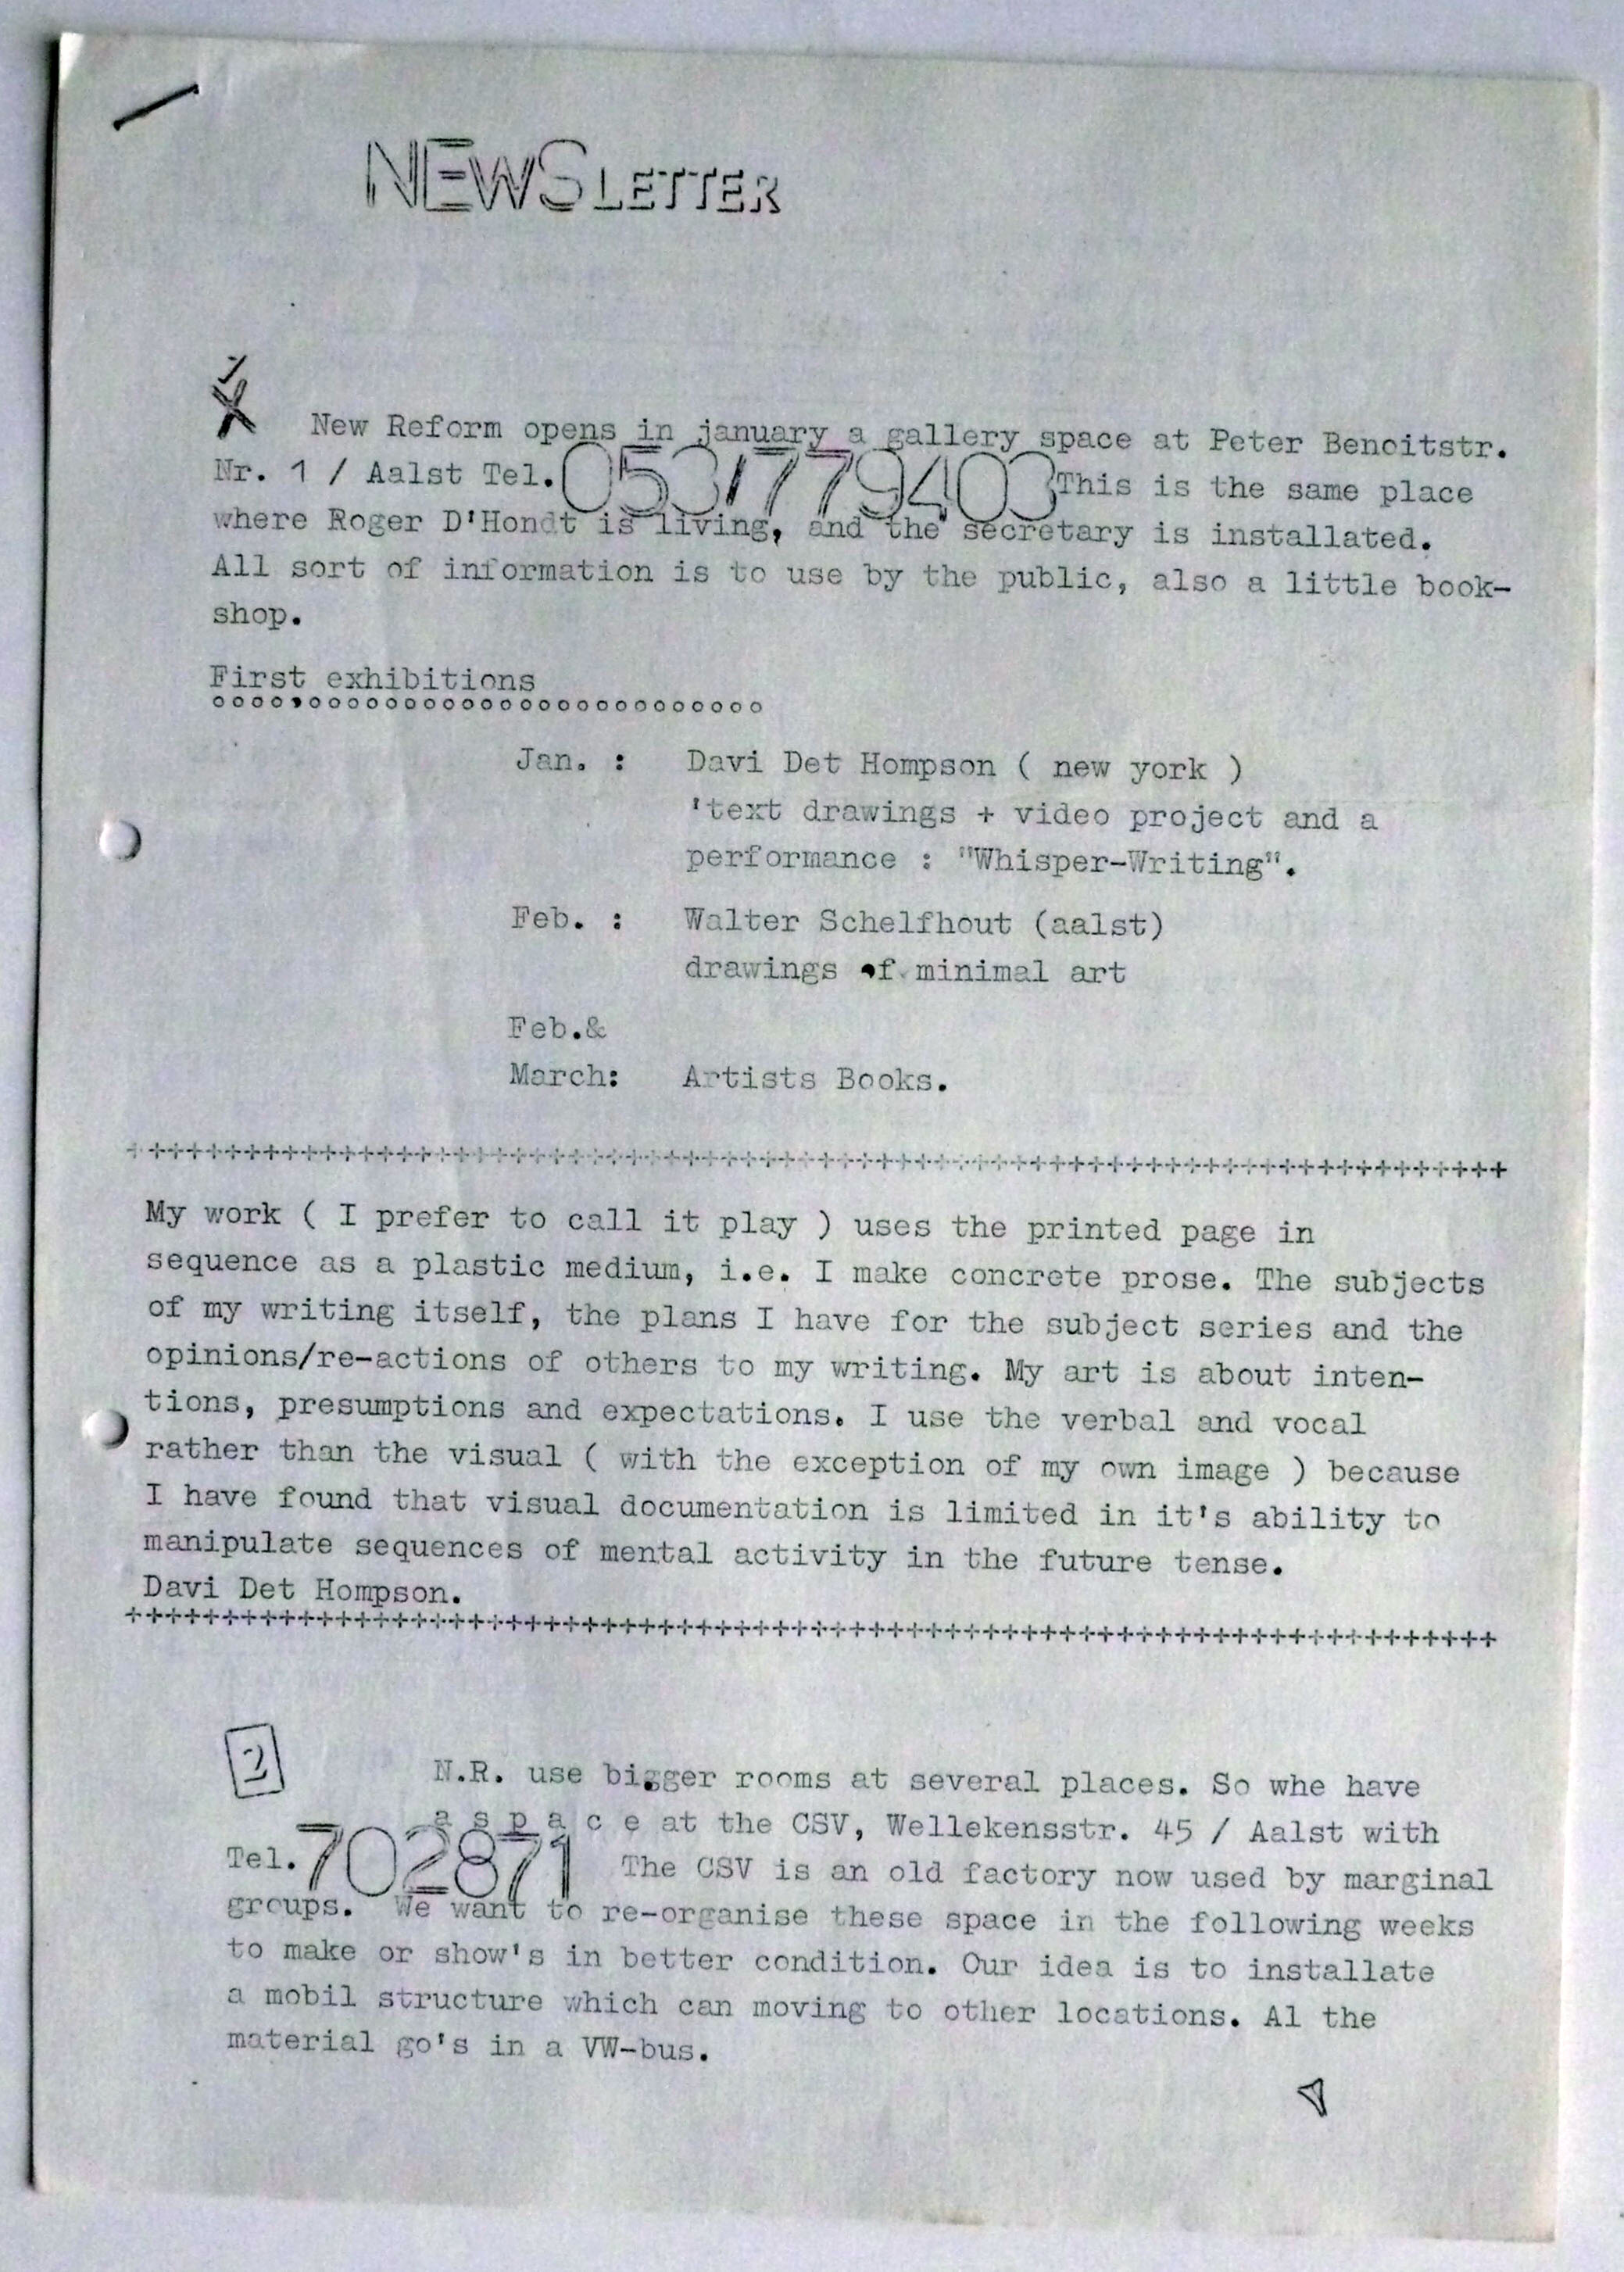 NEWSLETTER
New Reform opens in january a gallery space at Peter Benoitstr.
Nr. 1 / Aalst Tel. 053/779403 This is the same place
where Roger D'Hondt is living, and the secretary is installated.
All sort of information is to use by the public, also a little book-
shop.
First exhibitions
Jan. : Davi Det Hompson ( new york )
'text drawings + video project and a
performance : "Whisper-Writing".
Feb. : Walter Schelfhout (aalst)
drawings of minimal art
Feb.&
March: Artists Books.
++++++++++++++++++++++++++++++++++++++++++++++++++++++++++++++++++++++++
My work ( I prefer to call it play ) uses the printed page in
sequence as a plastic medium, i.e. I make concrete prose. The subjects
of my writing itself, the plans I have for the subject series and the
opinions/re-actions of others to my writing. My art is about inten-
tions, presumptions and expectations. I use the verbal and vocal
rather than the visual ( with the exception of my own image ) because
I have found that visual documentation is limited in it's ability to
manipulate sequences of mental activity in the future tense.
Davi Det Hompson.
++++++++++++++++++++++++++++++++++++++++++++++++++++++++++++++++++++++++
2 N.R. use bigger rooms at several places. So whe have
a s p a c e at the CSV, Wellekensstr. 45 / Aalst with
Tel. 702871 The CSV is an old factory now used by marginal
groups. We want to re-organise these space in the following weeks
to make or show's in better condition. Our idea is to installate
a mobil structure which can moving to other locations. Al the
material go's in a VW-bus.